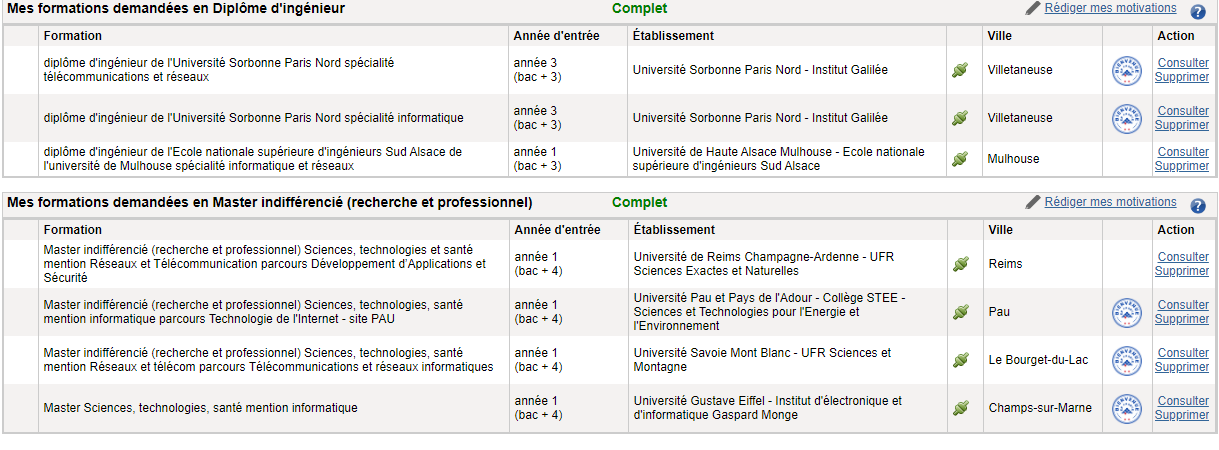 Mes formations demandées en Diplôme d'ingénieur Complet Rédiger mes motivations ?
Formation Année d'entrée Établissement Ville Action
diplôme d'ingénieur de l'Université Sorbonne Paris Nord spécialité
télécommunications et réseaux
année 3
(bac + 3)
Université Sorbonne Paris Nord - Institut Galilée
Villetaneuse
BIENVENUE
Consulter
Supprimer
diplôme d'ingénieur de l'Université Sorbonne Paris Nord spécialité informatique
année 3
(bac + 3)
Université Sorbonne Paris Nord - Institut Galilée
Villetaneuse
BIENVENUE
Consulter
Supprimer
diplôme d'ingénieur de l'Ecole nationale supérieure d'ingénieurs Sud Alsace de
l'université de Mulhouse spécialité informatique et réseaux
année 1
(bac + 3)
Université de Haute Alsace Mulhouse - Ecole nationale
supérieure d'ingénieurs Sud Alsace
Mulhouse
Consulter
Supprimer
Mes formations demandées en Master indifférencié (recherche et professionnel) Complet Rédiger mes motivations ?
Formation Année d'entrée Établissement Ville Action
Master indifférencié (recherche et professionnel) Sciences, technologies et santé
mention Réseaux et Télécommunication parcours Développement d'Applications et
Sécurité
année 1
(bac + 4)
Université de Reims Champagne-Ardenne - UFR
Sciences Exactes et Naturelles
Reims
Consulter
Supprimer
Master indifférencié (recherche et professionnel) Sciences, technologies, santé
mention informatique parcours Technologie de l'Internet - site PAU
année 1
(bac + 4)
Université Pau et Pays de l'Adour - Collège STEE -
Sciences et Technologies pour l'Energie et
l'Environnement
Pau
BIENVENUE
Consulter
Supprimer
Master indifférencié (recherche et professionnel) Sciences, technologies, santé
mention Réseaux et télécom parcours Télécommunications et réseaux informatiques
année 1
(bac + 4)
Université Savoie Mont Blanc - UFR Sciences et
Montagne
Le Bourget-du-Lac
BIENVENUE
Consulter
Supprimer
Master Sciences, technologies, santé mention informatique
année 1
(bac + 4)
Université Gustave Eiffel - Institut d'électronique et
d'informatique Gaspard Monge
Champs-sur-Marne
BIENVENUE
Consulter
Supprimer